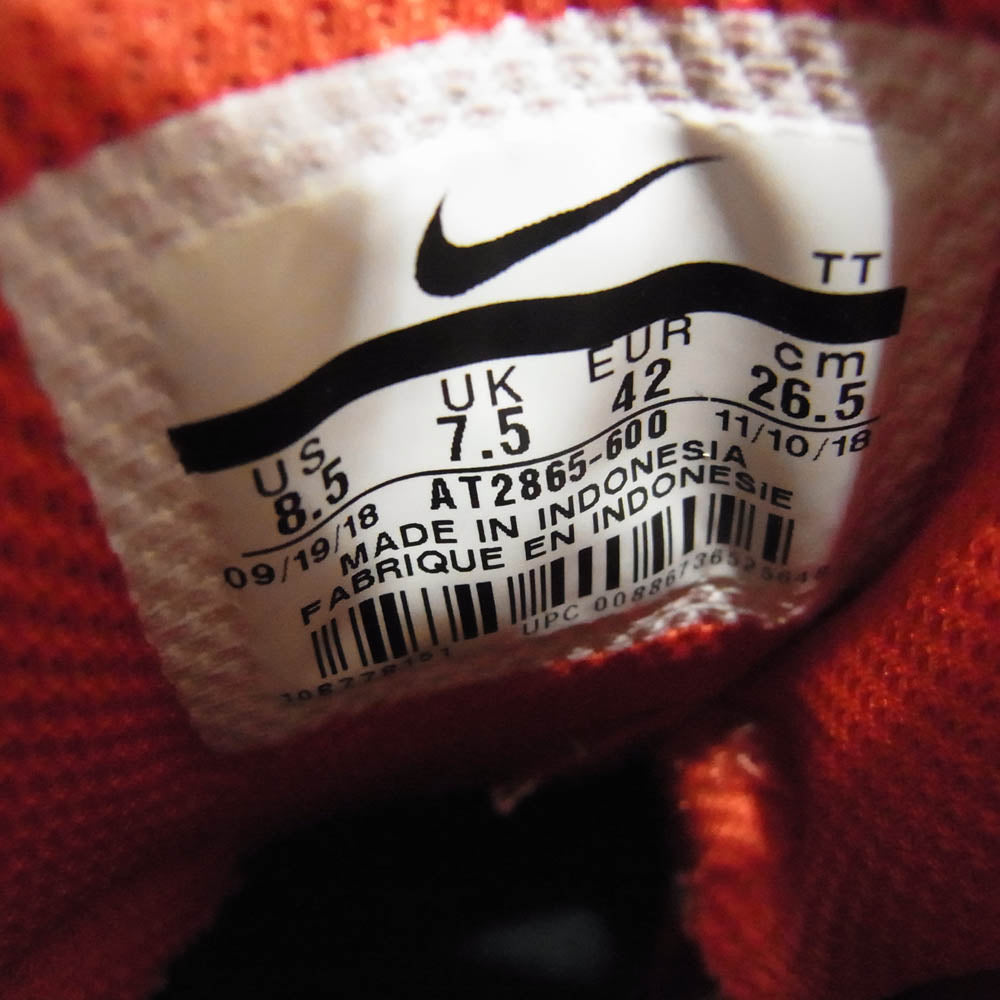 TT
US UK EUR cm
8.5 7.5 42 26.5
09/19/18 AT2865-600 11/10/18
MADE IN INDONESIA
FABRIQUE EN INDONESIE
UPC